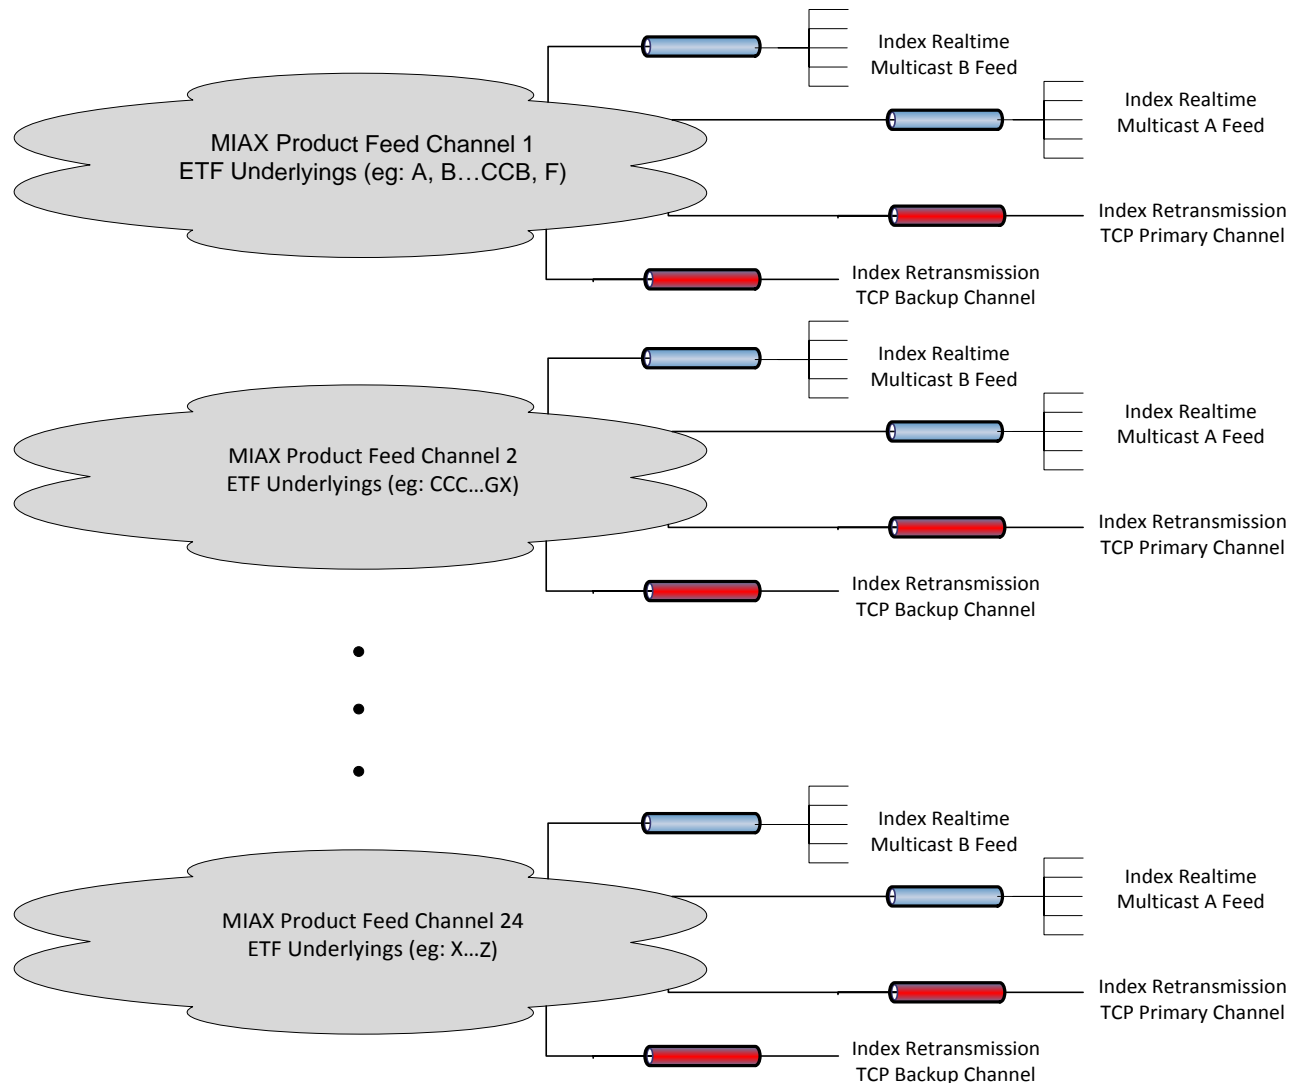 Index Realtime
Multicast B Feed
Index Realtime
Multicast A Feed
MIAX Product Feed Channel 1
ETF Underlyings (eg: A, B…CCB, F)
Index Retransmission
TCP Primary Channel
Index Retransmission
TCP Backup Channel
Index Realtime
Multicast B Feed
Index Realtime
Multicast A Feed
MIAX Product Feed Channel 2
ETF Underlyings (eg: CCC…GX)
Index Retransmission
TCP Primary Channel
Index Retransmission
TCP Backup Channel
Index Realtime
Multicast B Feed
Index Realtime
Multicast A Feed
MIAX Product Feed Channel 24
ETF Underlyings (eg: X…Z)
Index Retransmission
TCP Primary Channel
Index Retransmission
TCP Backup Channel